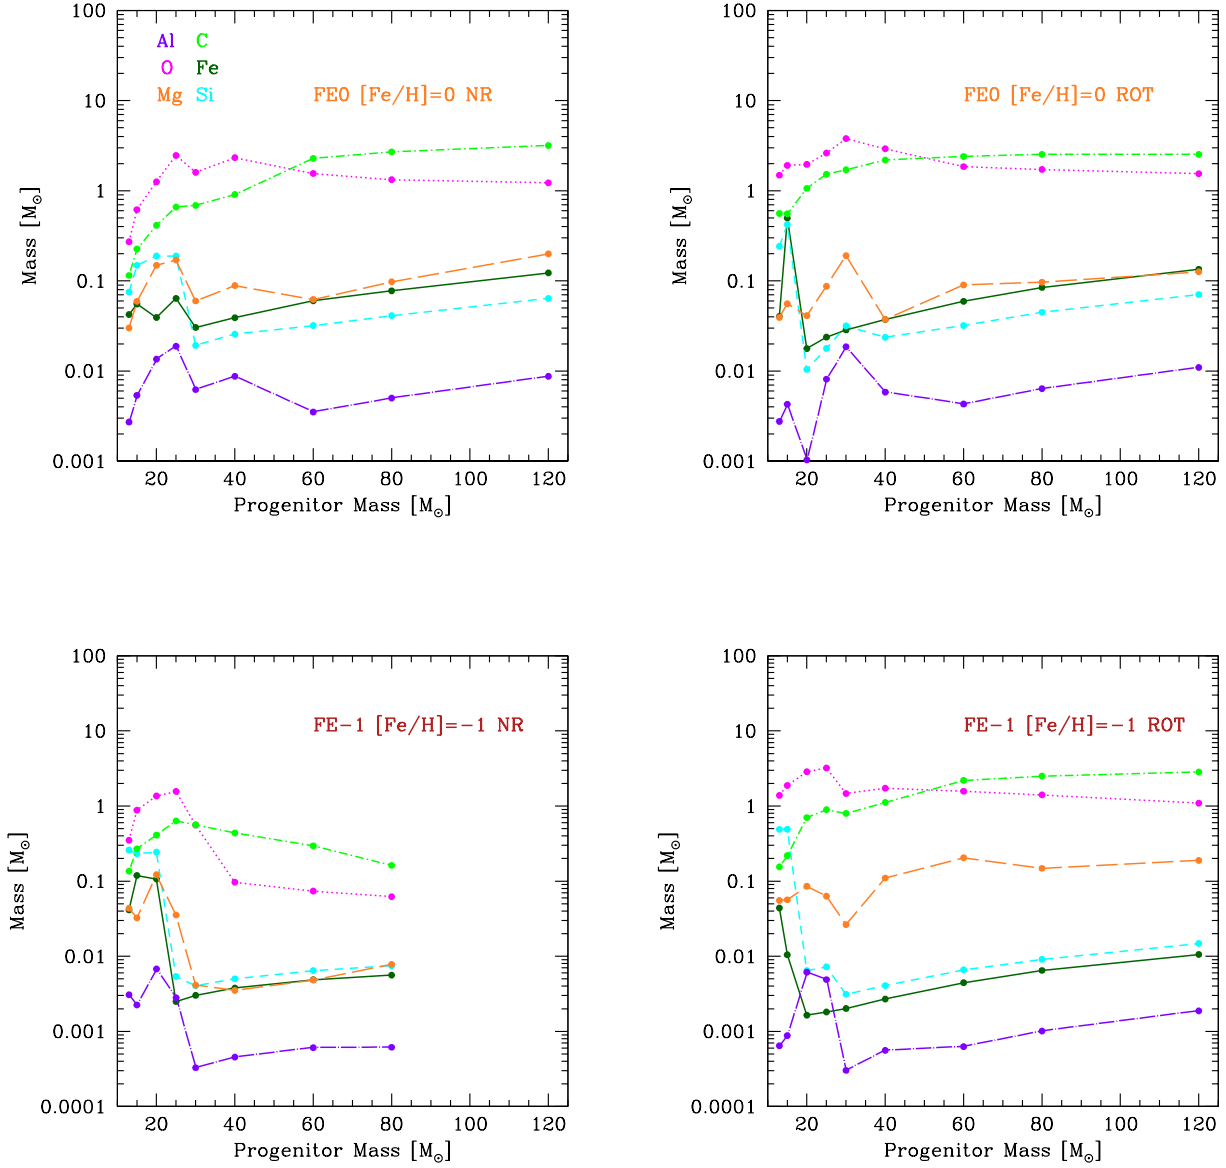 100
10
1
0.1
0.01
0.001
Mass [M⊙]
Al C
O Fe
Mg Si
FE0 [Fe/H]=0 NR
20 40 60 80 100 120
Progenitor Mass [M⊙]
100
10
1
0.1
0.01
0.001
Mass [M⊙]
FE0 [Fe/H]=0 ROT
20 40 60 80 100 120
Progenitor Mass [M⊙]
100
10
1
0.1
0.01
0.001
0.0001
Mass [M⊙]
FE−1 [Fe/H]=−1 NR
20 40 60 80 100 120
Progenitor Mass [M⊙]
100
10
1
0.1
0.01
0.001
0.0001
Mass [M⊙]
FE−1 [Fe/H]=−1 ROT
20 40 60 80 100 120
Progenitor Mass [M⊙]